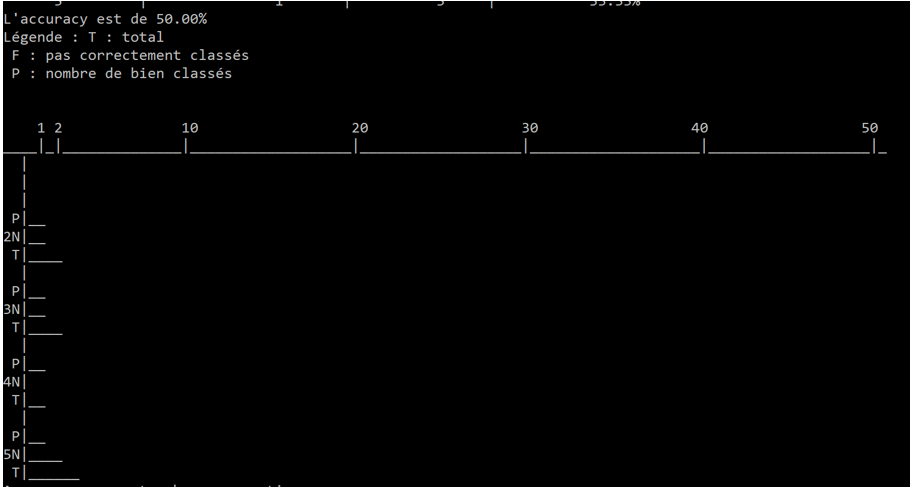 L'accuracy est de 50.00%
Légende : T : total
F : pas correctement classés
P : nombre de bien classés
1 2 10 20 30 40 50
P
2N
T
P
3N
T
P
4N
T
P
5N
T